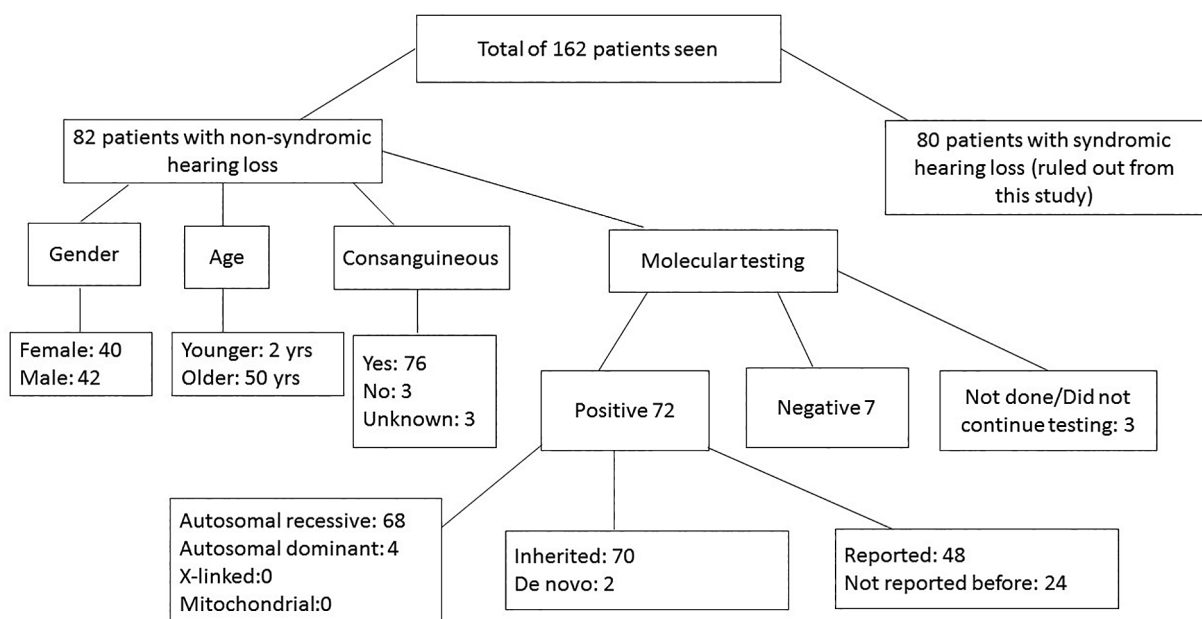 Total of 162 patients seen
82 patients with non-syndromic
hearing loss
80 patients with syndromic
hearing loss (ruled out from
this study)
Gender
Age
Consanguineous
Molecular testing
Female: 40
Male: 42
Younger: 2 yrs
Older: 50 yrs
Yes: 76
No: 3
Unknown: 3
Positive 72
Negative 7
Not done/Did not
continue testing: 3
Autosomal recessive: 68
Autosomal dominant: 4
X-linked:0
Mitochondrial:0
Inherited: 70
De novo: 2
Reported: 48
Not reported before: 24